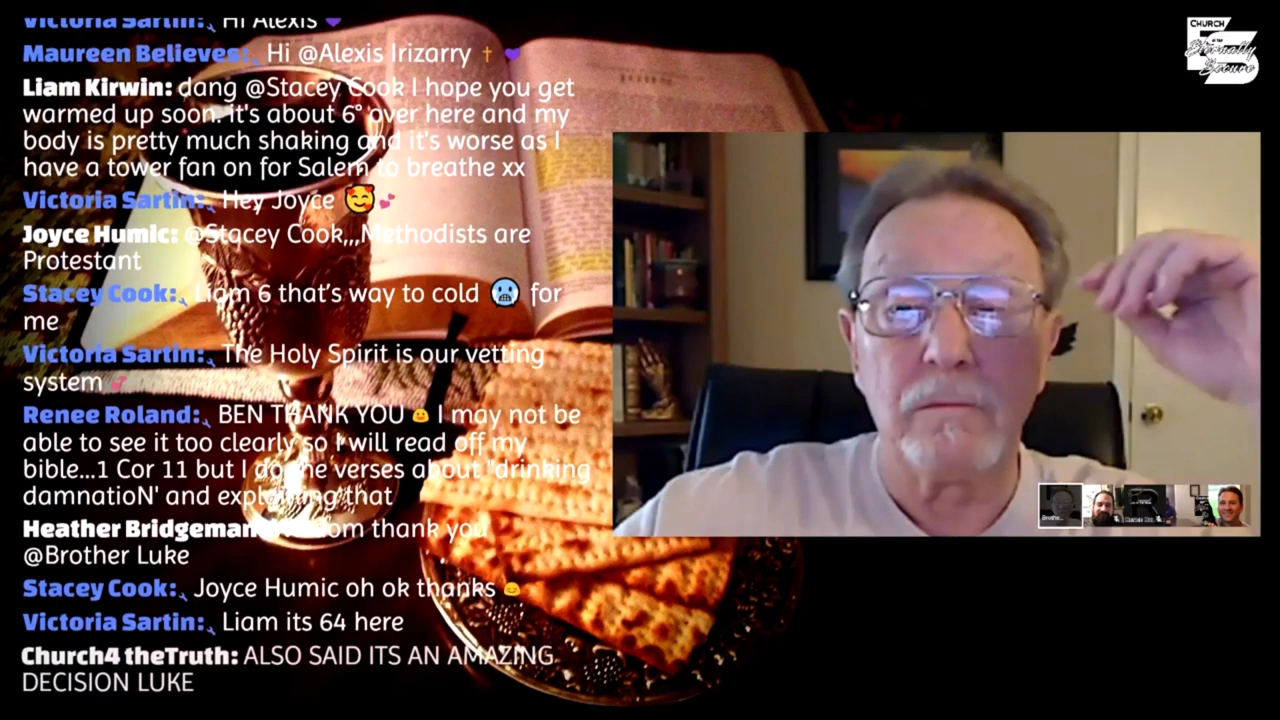 Victoria Sartin: Hi Alexis 💜
Maureen Believes: Hi @Alexis Irizarry ✝️ 💜
Liam Kirwin: dang @Stacey Cook I hope you get
warmed up soon. it's about 6° over here and my
body is pretty much shaking and it's worse as I
have a tower fan on for Salem to breathe xx
Victoria Sartin: Hey Joyce 🥰💕
Joyce Humic: @Stacey Cook,,,Methodists are
Protestant
Stacey Cook: Liam 6 that's way to cold 🥶 for
me
Victoria Sartin: The Holy Spirit is our vetting
system 💞
Renee Roland: BEN THANK YOU 😊 I may not be
able to see it too clearly so I will read off my
bible...1 Cor 11 but I do the verses about "drinking
damnatioN' and explaining that
Heather Bridgeman: thank you
@Brother Luke
Stacey Cook: Joyce Humic oh ok thanks 😊
Victoria Sartin: Liam its 64 here
Church4 theTruth: ALSO SAID ITS AN AMAZING
DECISION LUKE
CHURCH
Eternally
Secure